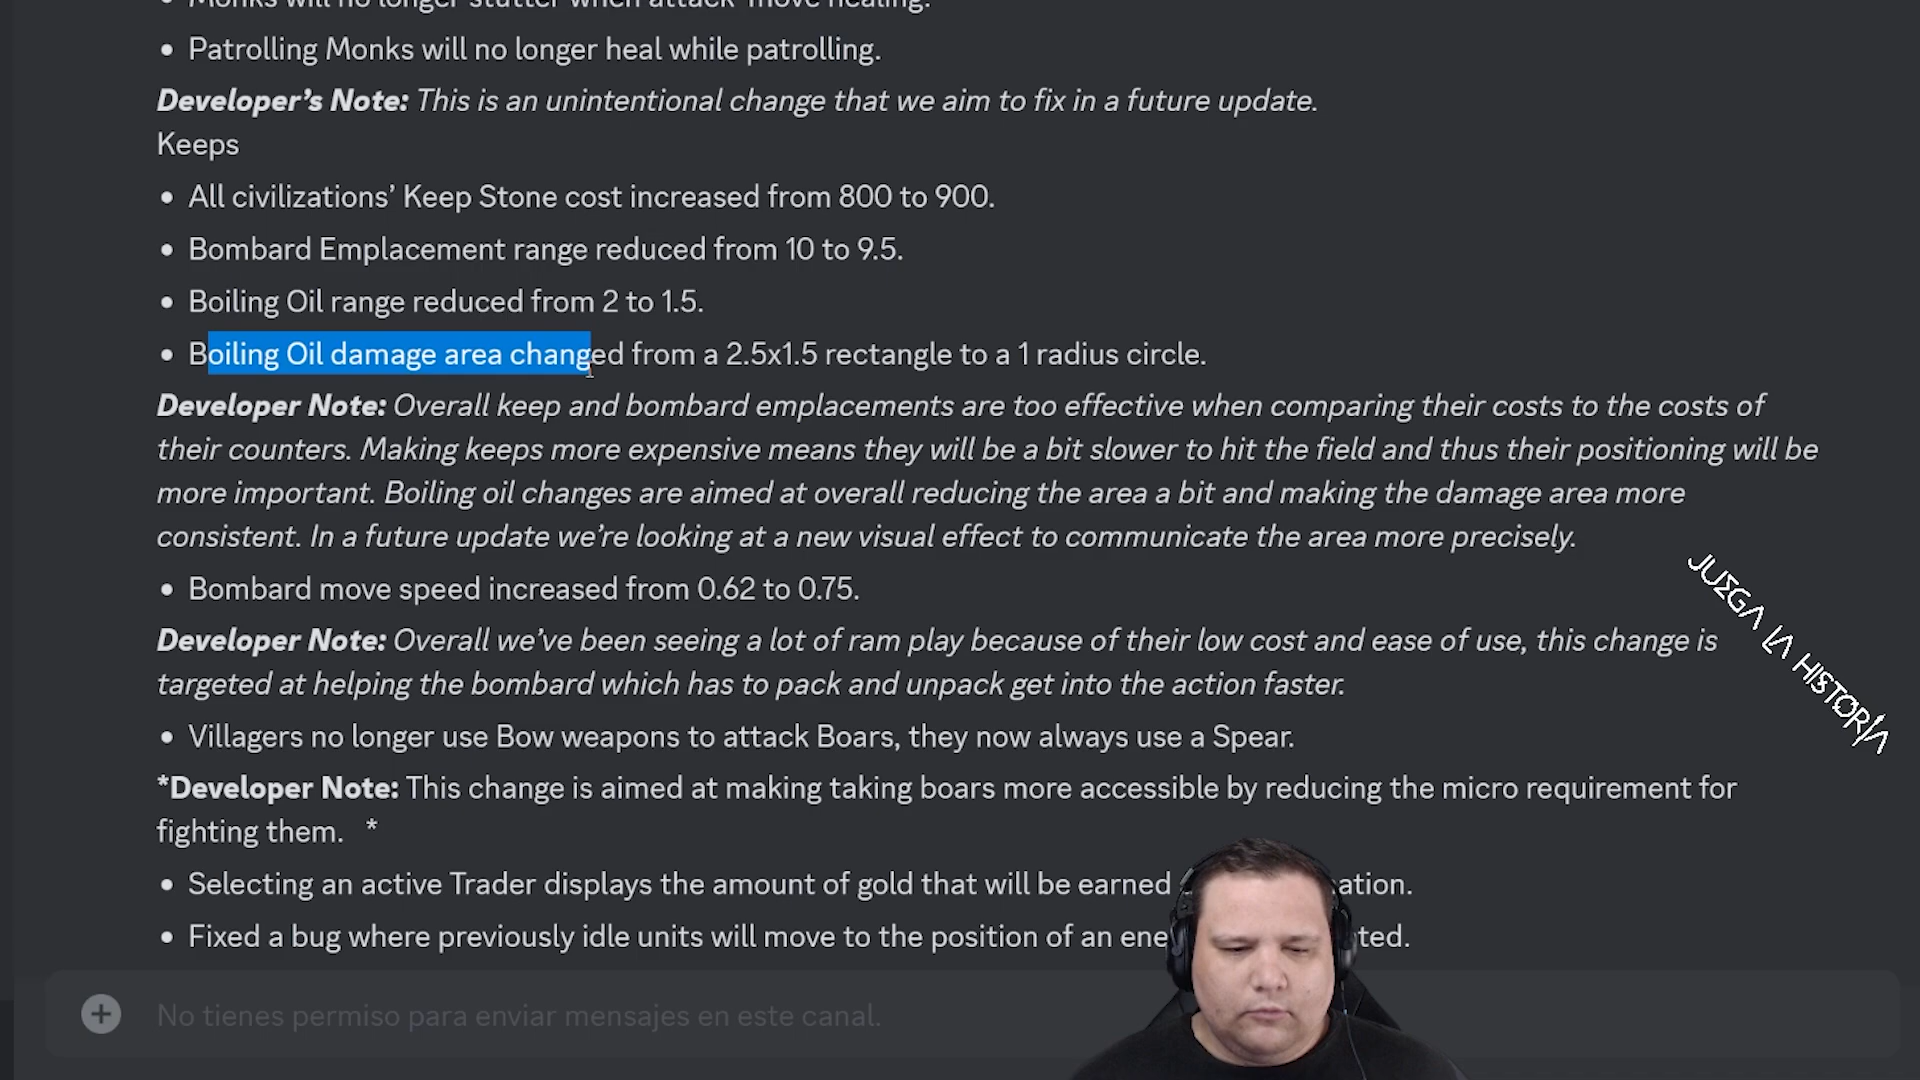 Monks will no longer stutter when attack-move healing.
• Patrolling Monks will no longer heal while patrolling.
Developer’s Note: This is an unintentional change that we aim to fix in a future update.
Keeps
• All civilizations’ Keep Stone cost increased from 800 to 900.
• Bombard Emplacement range reduced from 10 to 9.5.
• Boiling Oil range reduced from 2 to 1.5.
• Boiling Oil damage area changed from a 2.5x1.5 rectangle to a 1 radius circle.
Developer Note: Overall keep and bombard emplacements are too effective when comparing their costs to the costs of
their counters. Making keeps more expensive means they will be a bit slower to hit the field and thus their positioning will be
more important. Boiling oil changes are aimed at overall reducing the area a bit and making the damage area more
consistent. In a future update we’re looking at a new visual effect to communicate the area more precisely.
• Bombard move speed increased from 0.62 to 0.75.
Developer Note: Overall we’ve been seeing a lot of ram play because of their low cost and ease of use, this change is
targeted at helping the bombard which has to pack and unpack get into the action faster.
• Villagers no longer use Bow weapons to attack Boars, they now always use a Spear.
*Developer Note: This change is aimed at making taking boars more accessible by reducing the micro requirement for
fighting them. *
• Selecting an active Trader displays the amount of gold that will be earned
• Fixed a bug where previously idle units will move to the position of an
No tienes permiso para enviar mensajes en este canal.
JUEGA LA HISTORIA